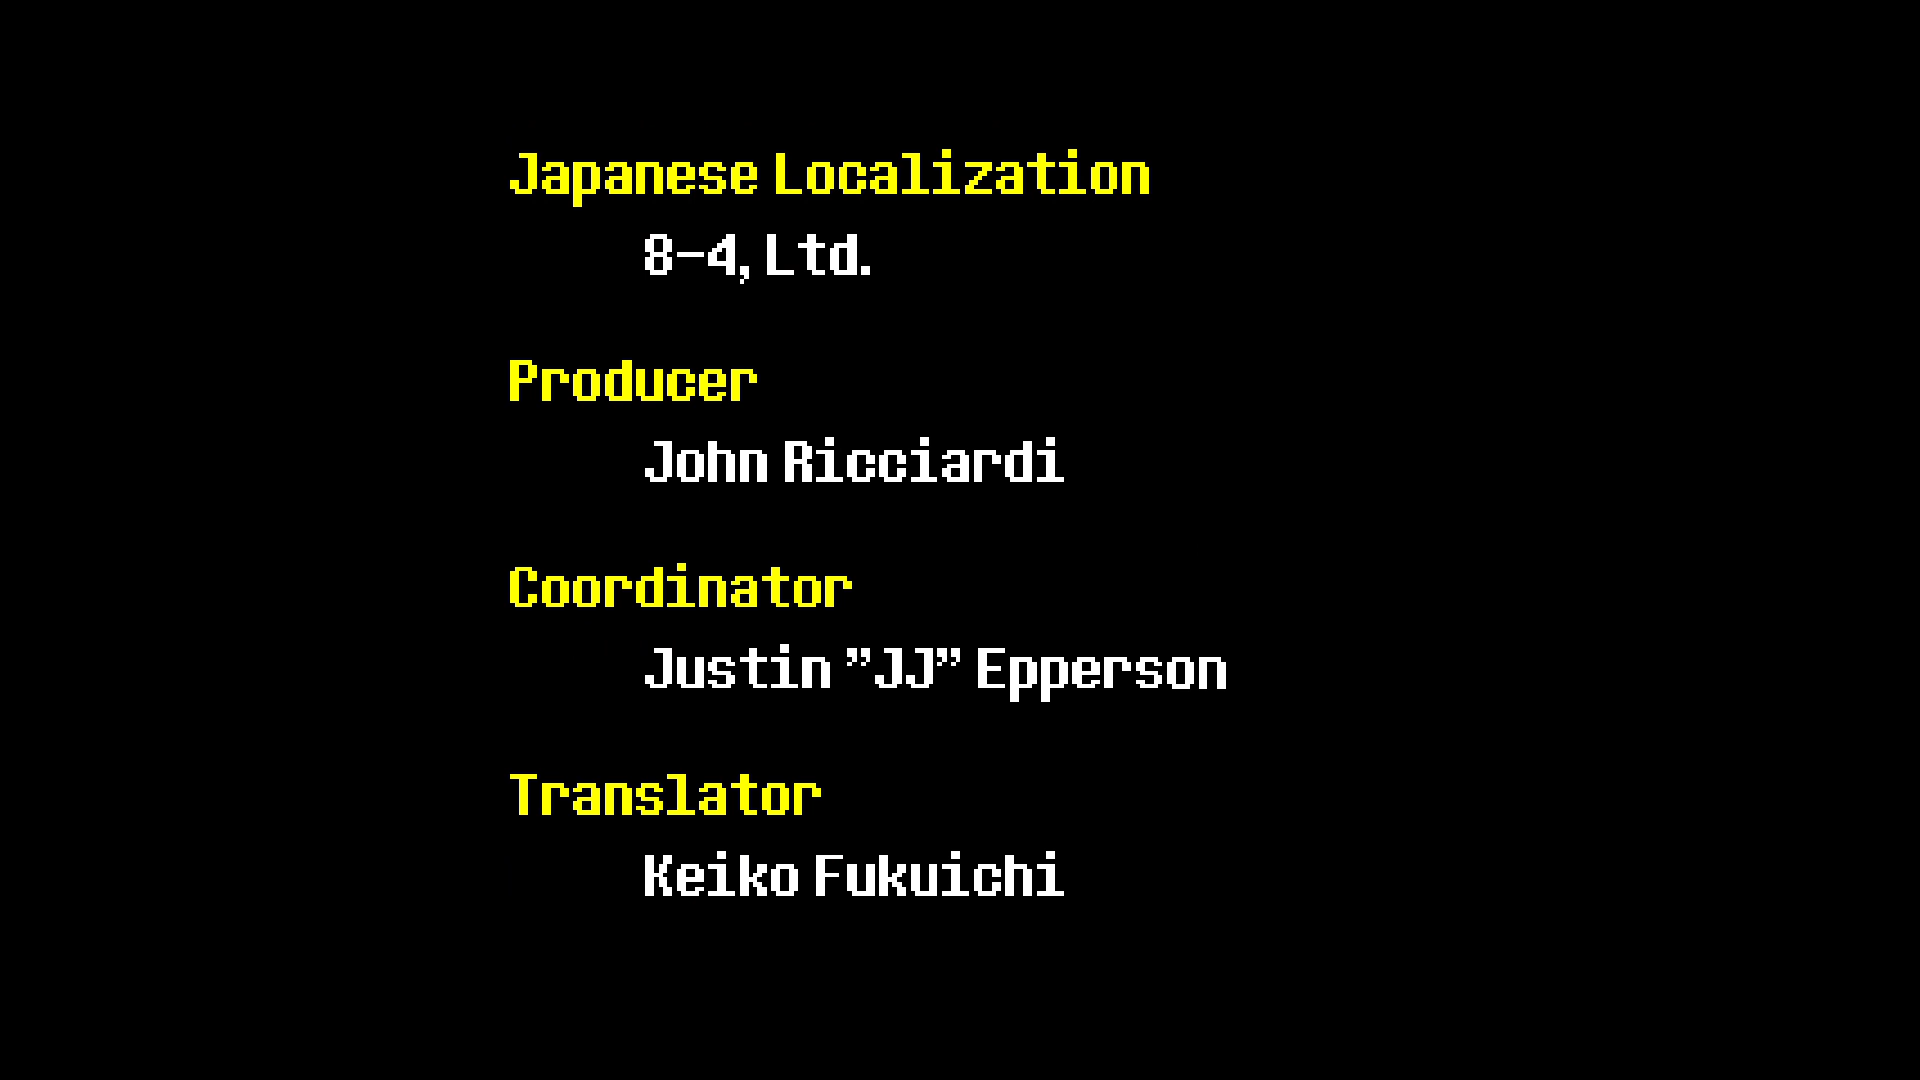 Japanese Localization
8-4, Ltd.
Producer
John Ricciardi
Coordinator
Justin "JJ" Epperson
Translator
Keiko Fukuichi